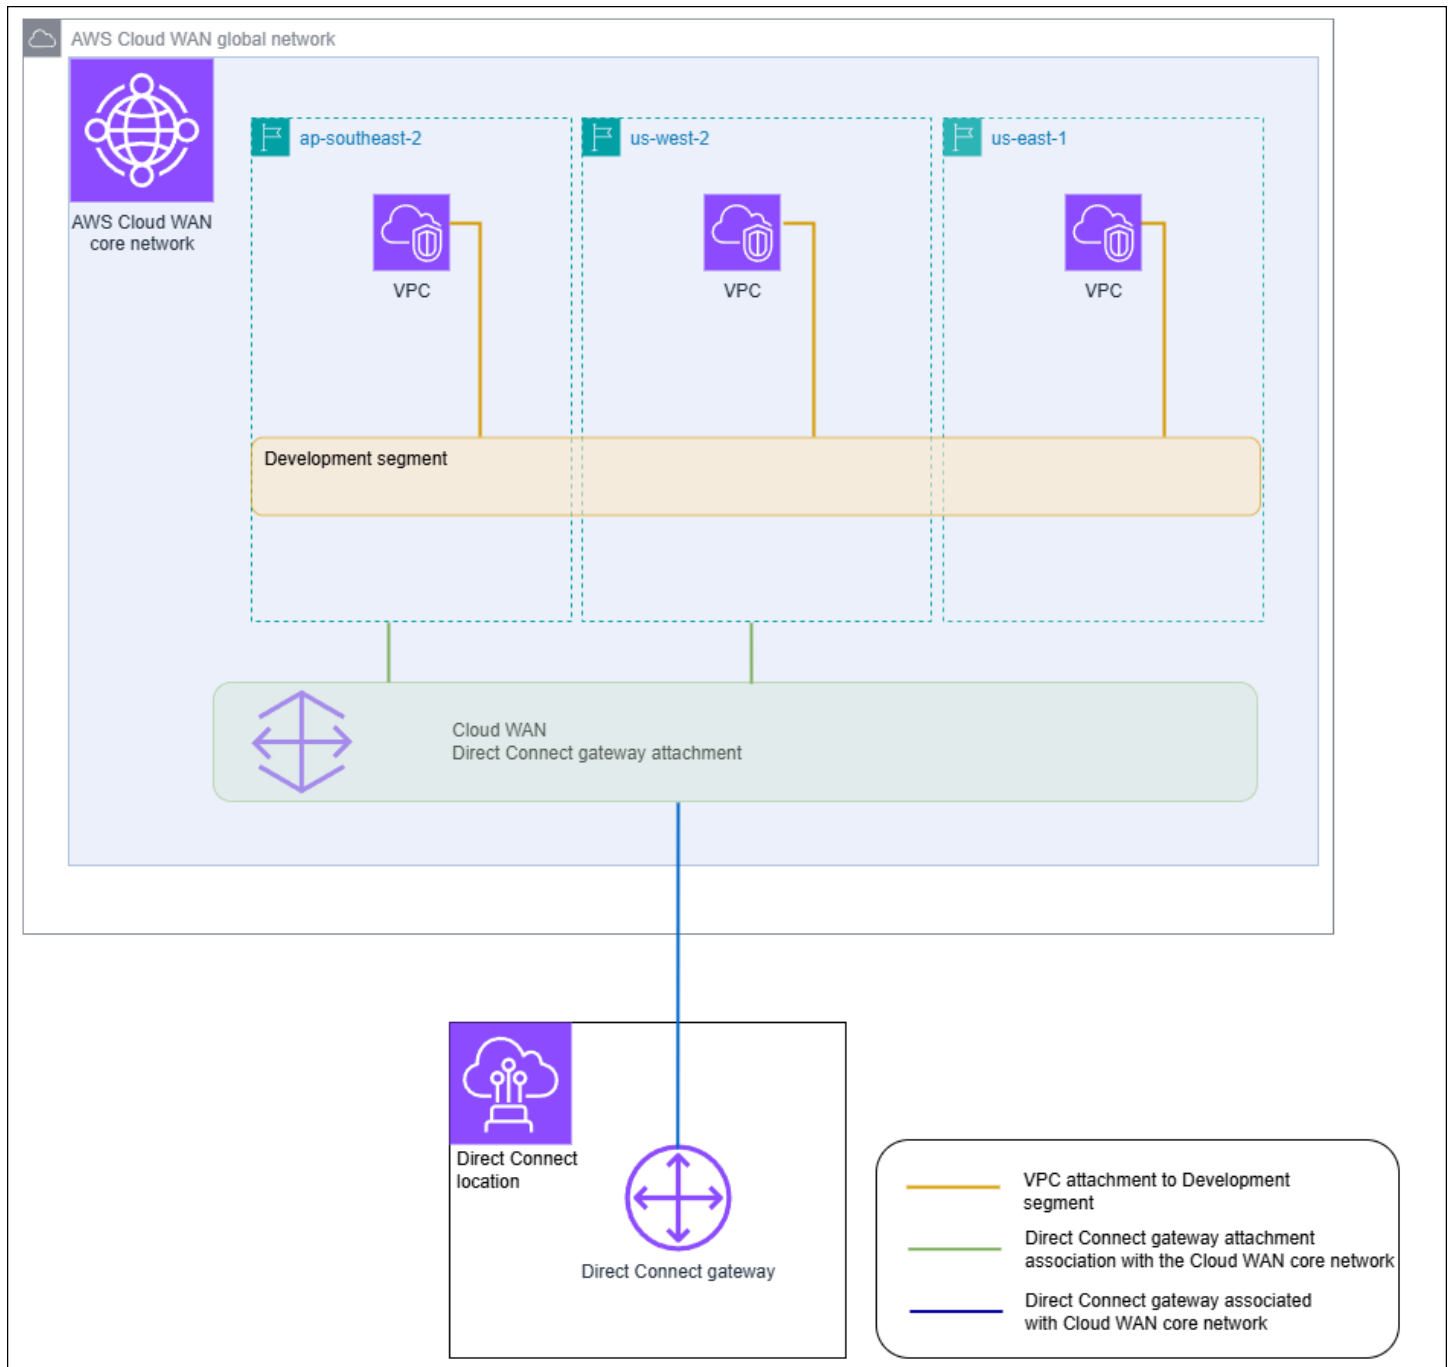 AWS Cloud WAN global network
AWS Cloud WAN
core network
ap-southeast-2
us-west-2
us-east-1
VPC
VPC
VPC
Development segment
Cloud WAN
Direct Connect gateway attachment
Direct Connect
location
Direct Connect gateway
VPC attachment to Development
segment
Direct Connect gateway attachment
association with the Cloud WAN core network
Direct Connect gateway associated
with Cloud WAN core network